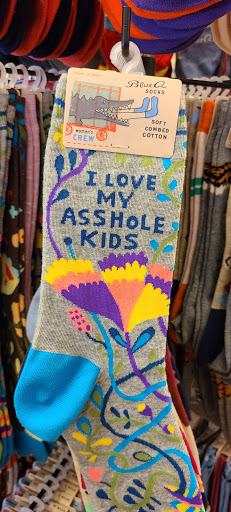 Blue Q
SOCKS
WOMEN'S
CREW
SOFT
COMBED
COTTON
I LOVE
MY
ASSHOLE
KIDS